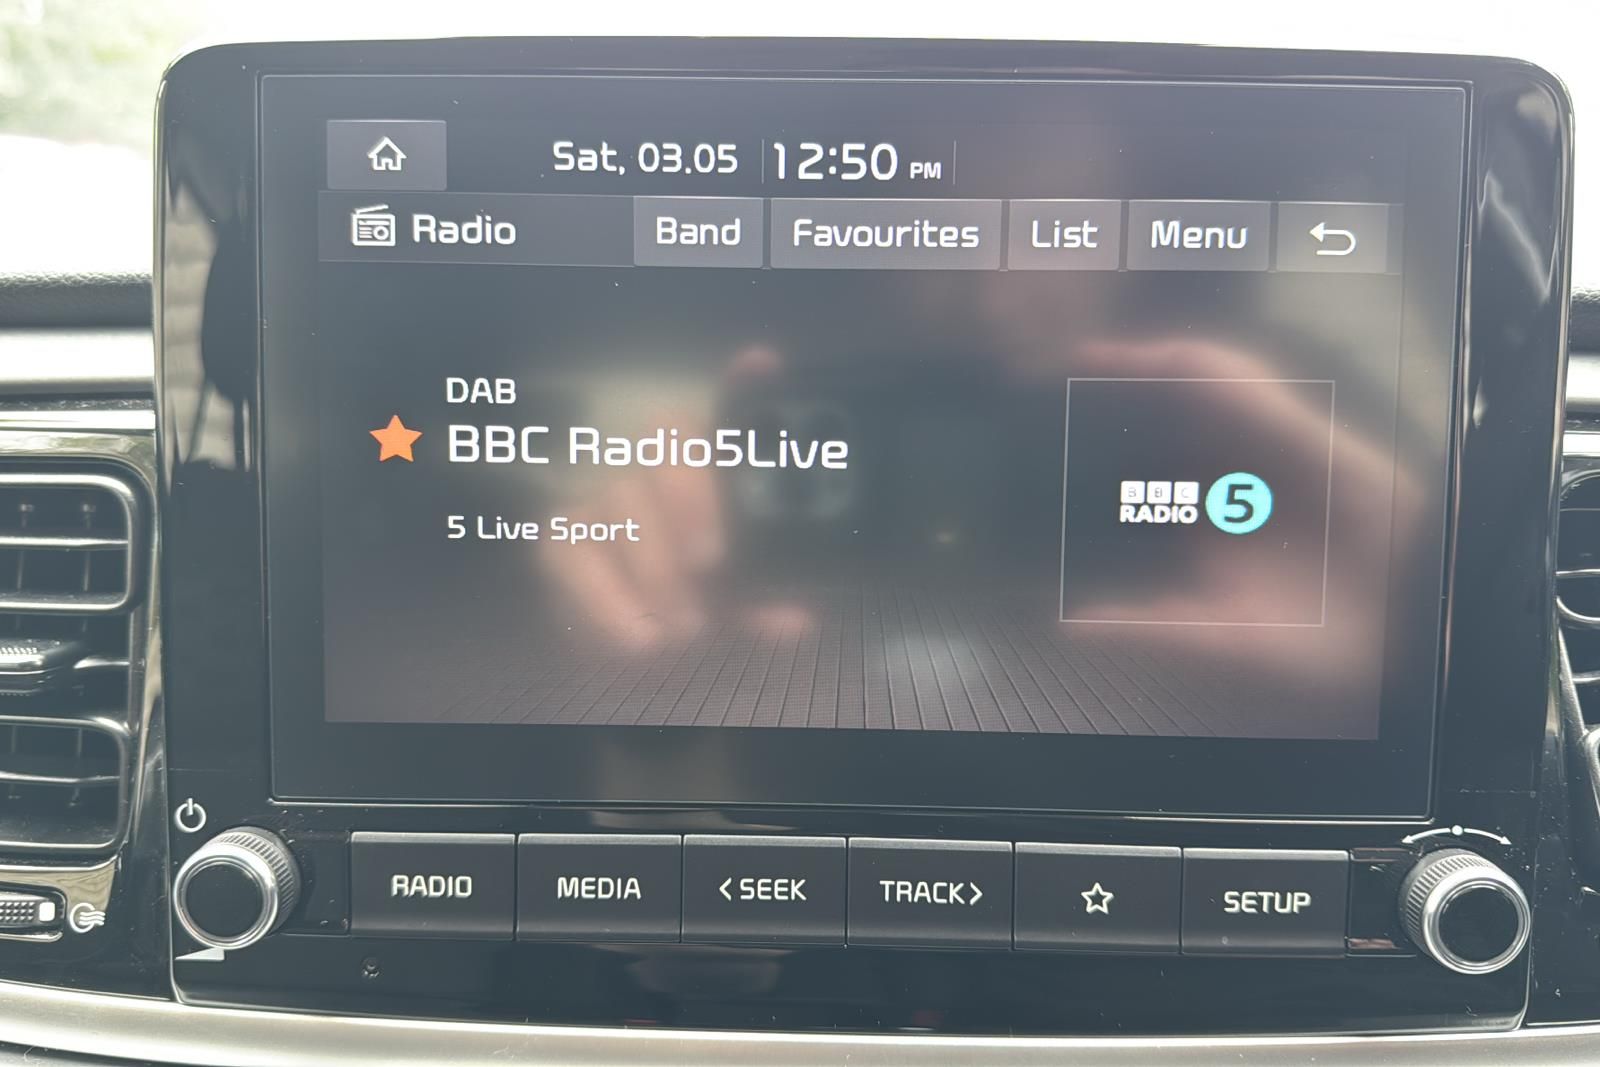 Sat, 03.05 12:50 PM
Radio Band Favourites List Menu
DAB
BBC Radio5Live
5 Live Sport
BBC
RADIO 5
RADIO MEDIA <SEEK TRACK> SETUP